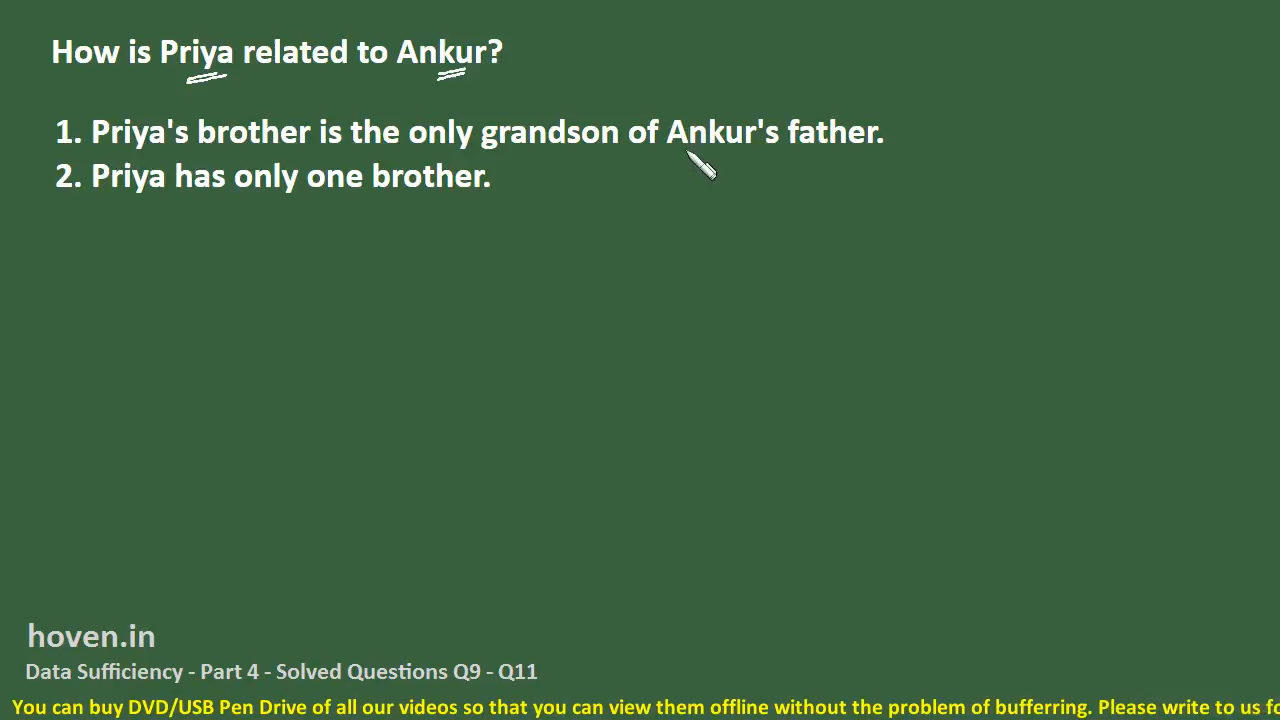 How is Priya related to Ankur?
1. Priya's brother is the only grandson of Ankur's father.
2. Priya has only one brother.
hoven.in
Data Sufficiency - Part 4 - Solved Questions Q9 - Q11
You can buy DVD/USB Pen Drive of all our videos so that you can view them offline without the problem of bufferring. Please write to us fo